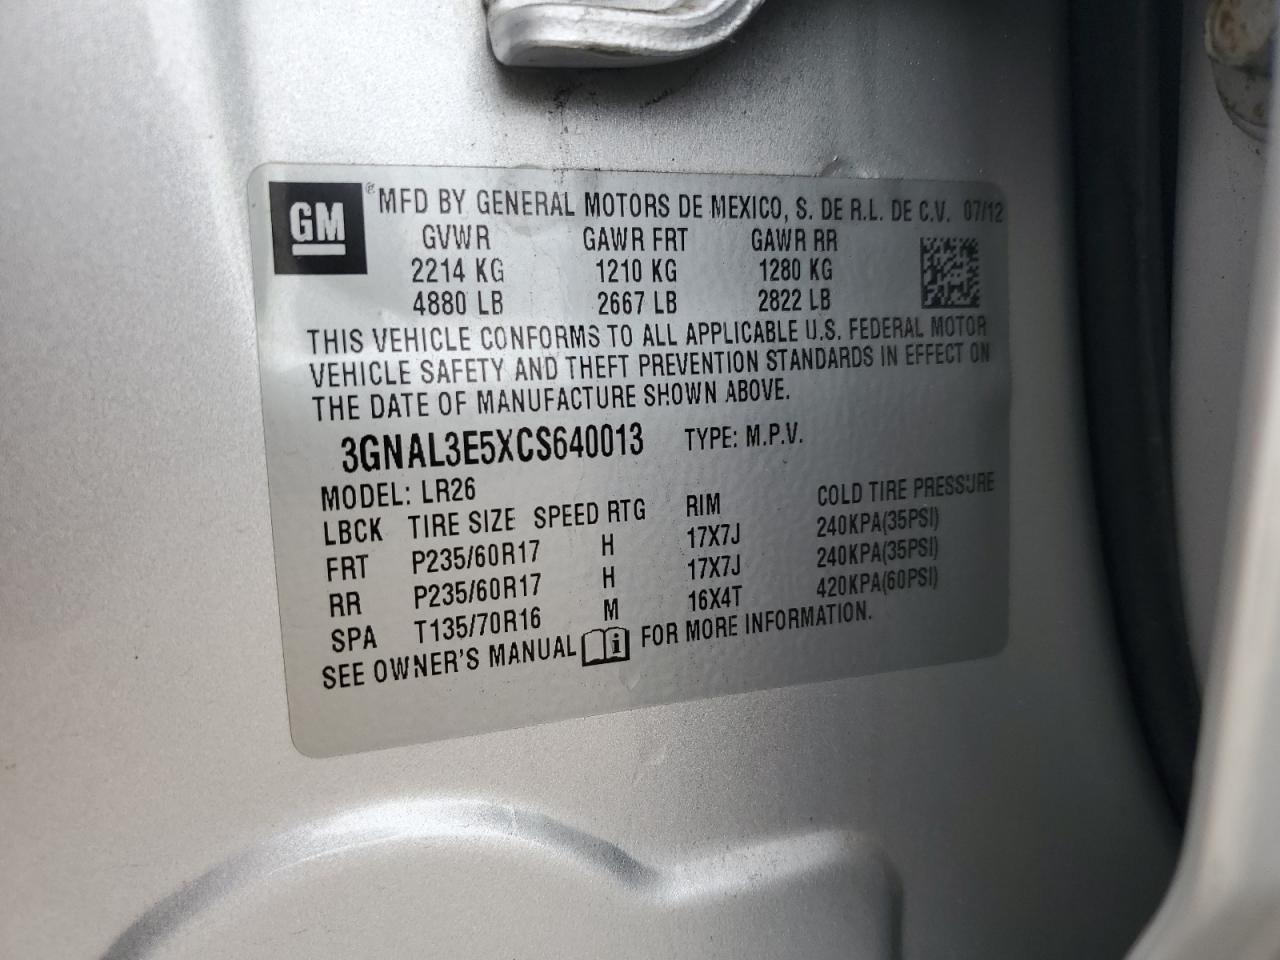 GM ® MFD BY GENERAL MOTORS DE MEXICO, S. DE R.L. DE C.V. 07/12
GVWR GAWR FRT GAWR RR
2214 KG 1210 KG 1280 KG
4880 LB 2667 LB 2822 LB
THIS VEHICLE CONFORMS TO ALL APPLICABLE U.S. FEDERAL MOTOR
VEHICLE SAFETY AND THEFT PREVENTION STANDARDS IN EFFECT ON
THE DATE OF MANUFACTURE SHOWN ABOVE.
3GNAL3E5XCS640013 TYPE: M.P.V.
MODEL: LR26
LBCK TIRE SIZE SPEED RTG RIM COLD TIRE PRESSURE
FRT P235/60R17 H 17X7J 240KPA(35PSI)
RR P235/60R17 H 17X7J 240KPA(35PSI)
SPA T135/70R16 M 16X4T 420KPA(60PSI)
SEE OWNER'S MANUAL i FOR MORE INFORMATION.